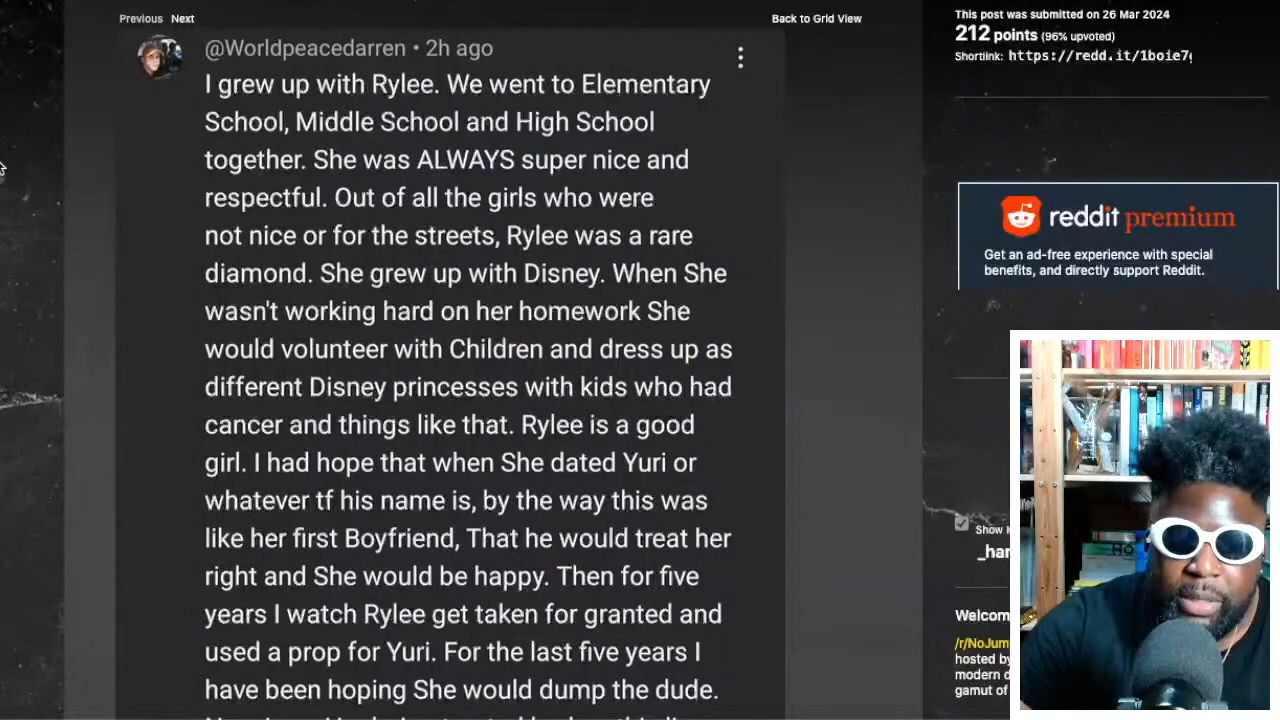 Previous Next
Back to Grid View
@Worldpeacedarren • 2h ago
I grew up with Rylee. We went to Elementary
School, Middle School and High School
together. She was ALWAYS super nice and
respectful. Out of all the girls who were
not nice or for the streets, Rylee was a rare
diamond. She grew up with Disney. When She
wasn't working hard on her homework She
would volunteer with Children and dress up as
different Disney princesses with kids who had
cancer and things like that. Rylee is a good
girl. I had hope that when She dated Yuri or
whatever tf his name is, by the way this was
like her first Boyfriend, That he would treat her
right and She would be happy. Then for five
years I watch Rylee get taken for granted and
used a prop for Yuri. For the last five years I
have been hoping She would dump the dude.
This post was submitted on 26 Mar 2024
212 points (96% upvoted)
Shortlink: https://redd.it/1boie7
reddit premium
Get an ad-free experience with special
benefits, and directly support Reddit.
Show
_har
Welcom
/r/NoJum
hosted by
modern d
gamut of